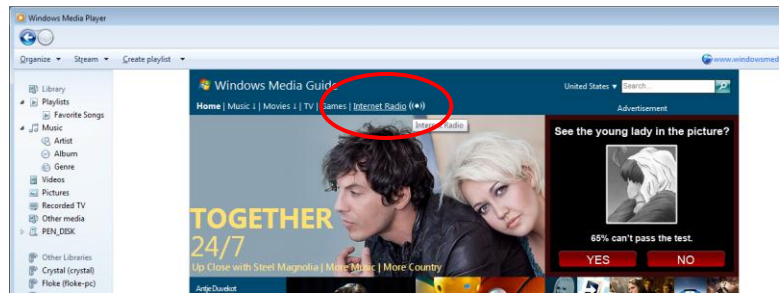 Windows Media Player
Organize Stream Create playlist
www.windowsmed
Library
Playlists
Favorite Songs
Music
Artist
Album
Genre
Videos
Pictures
Recorded TV
Other media
PEN_DISK
Other Libraries
Crystal (crystal)
Floke (floke-pc)
Windows Media Guide
United States Search...
Home | Music ↓ | Movies ↓ | TV | Games | Internet Radio ((•))
Internet Radio
TOGETHER
24/7
Up Close with Steel Magnolia | More Music | More Country
Antje Duvekot
Advertisement
See the young lady in the picture?
65% can't pass the test.
YES NO